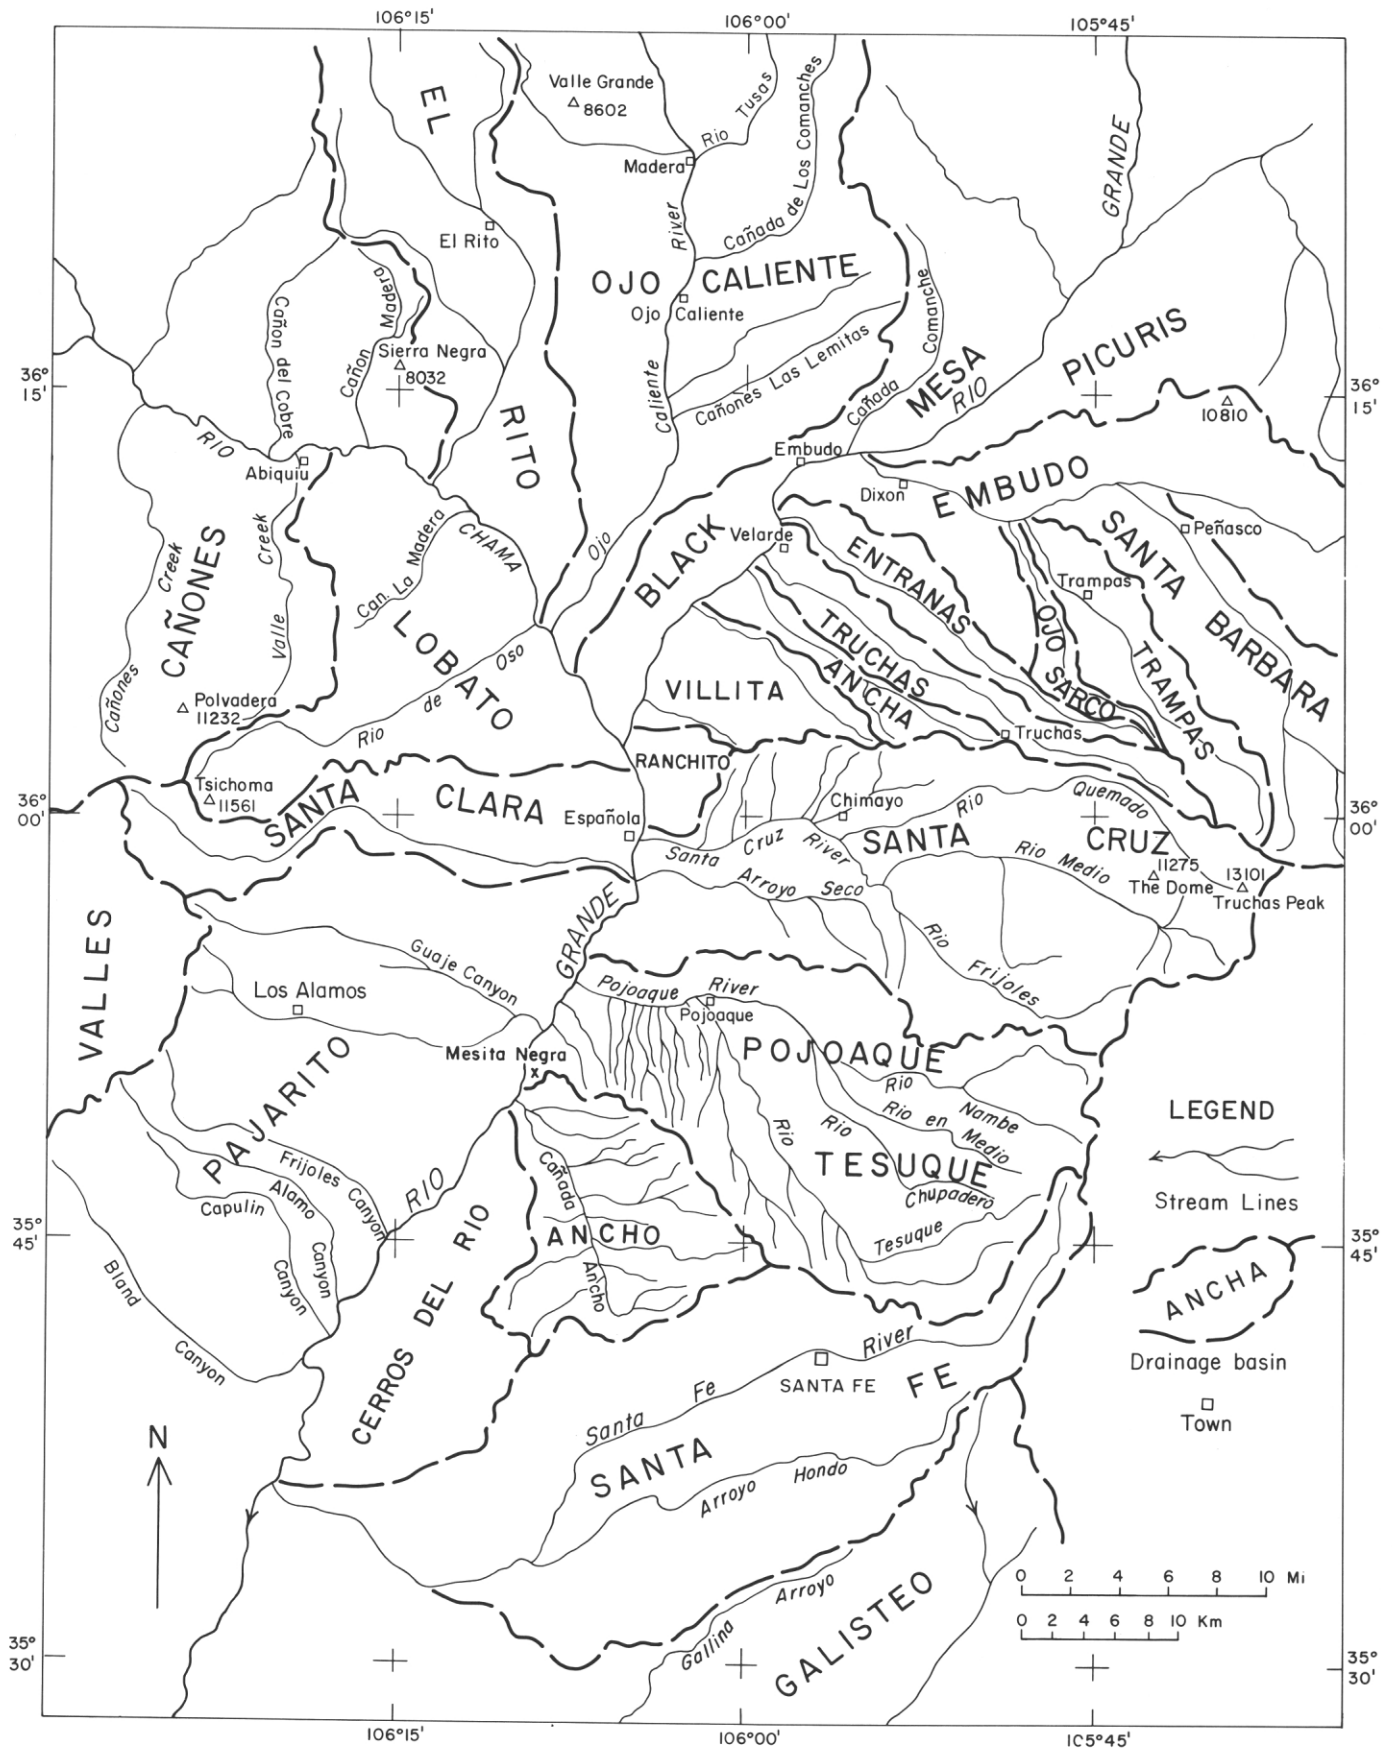 106°15'
106°00'
105°45'
EL
Valle Grande
8602
Rio Tusas
Cañada de Los Comanches
GRANDE
Madera
El Rito
River
OJO CALIENTE
Ojo Caliente
Cañon del Cobre
Cañon Madera
Sierra Negra
8032
Caliente
Cañones Las Lemitas
Cañada Comanche
MESA
RIO
PICURIS
10810
36°
15'
36°
15'
RITO
RIO
Abiquiu
Embudo
Dixon
EMBUDO
Peñasco
SANTA
BARBARA
CHAMA
Can. La Madera
Ojo
BLACK
Velarde
ENTRANAS
Trampas
OJO
SARCO
TRAMPAS
CAÑONES
Creek
Cañones
Creek
Valle
LOBATO
Rio de Oso
VILLITA
TRUCHAS
ANCHA
Truchas
Polvadera
11232
RANCHITO
Tsichoma
11561
SANTA CLARA
Española
Chimayo
Rio Quemado
36°
00'
36°
00'
Santa Cruz River
SANTA CRUZ
Rio Medio
11275
The Dome
13101
Truchas Peak
Arroyo Seco
Rio Frijoles
VALLES
GRANDE
Guaje Canyon
Los Alamos
Pojoaque River
Pojoaque
POJOAQUE
Mesita Negra
x
PAJARITO
Rio Nambe
Rio en Medio
Rio
Rio
TESUQUE
Chupadero
Tesuque
LEGEND
Stream Lines
ANCHA
Drainage basin
Town
Frijoles Canyon
Alamo Canyon
Capulin Canyon
RIO
Cañada Ancho
ANCHO
35°
45'
35°
45'
Bland Canyon
CERROS DEL RIO
River
SANTA FE
Santa Fe
SANTA FE
Arroyo Hondo
N
Gallina Arroyo
GALISTEO
0 2 4 6 8 10 Mi
0 2 4 6 8 10 Km
35°
30'
35°
30'
106°15'
106°00'
105°45'